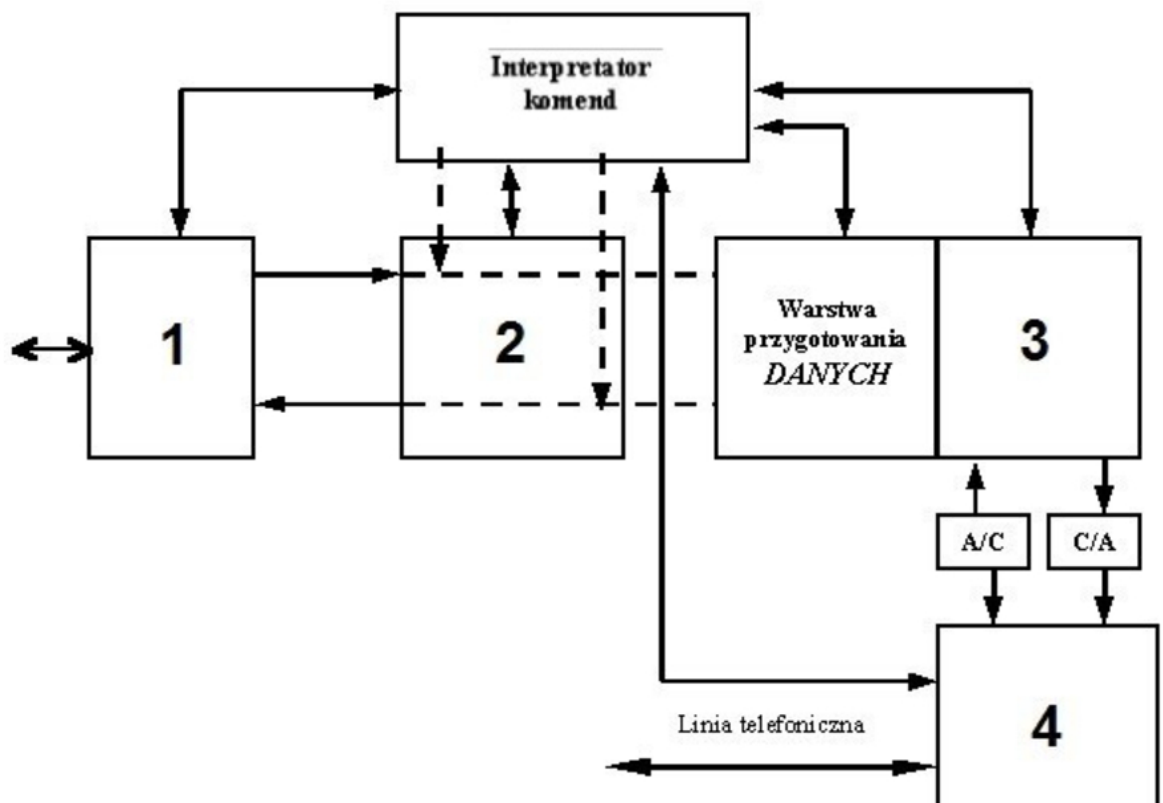 Interpretator
komend
1
2
Warstwa
przygotowania
DANYCH
3
A/C
C/A
Linia telefoniczna
4